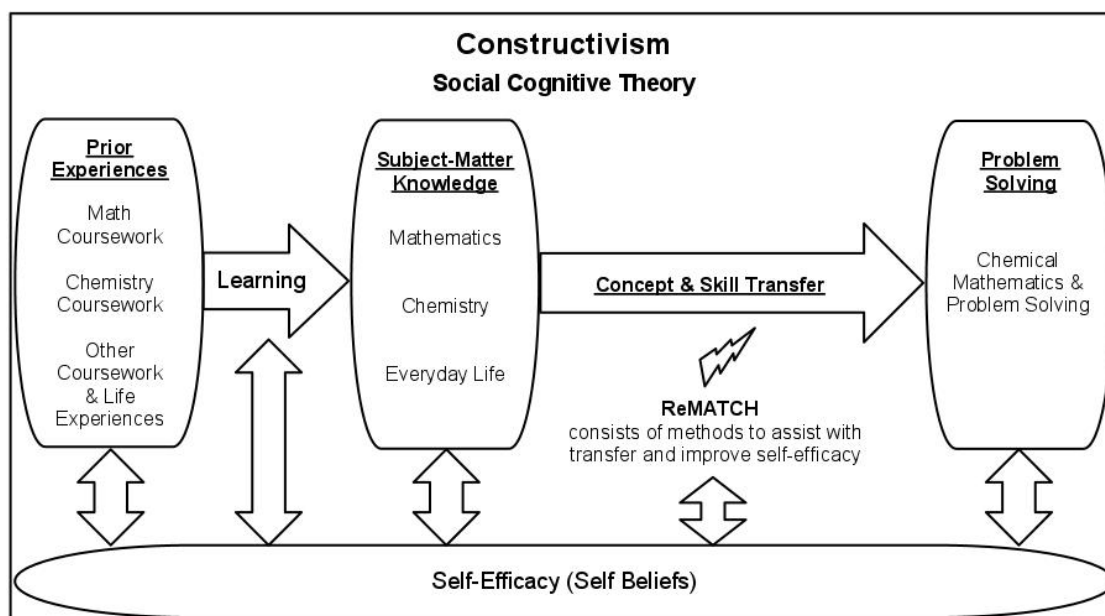 Constructivism
Social Cognitive Theory
Prior
Experiences
Math
Coursework
Chemistry
Coursework
Other
Coursework
& Life
Experiences
Learning
Subject-Matter
Knowledge
Mathematics
Chemistry
Everyday Life
Concept & Skill Transfer
ReMATCH
consists of methods to assist with
transfer and improve self-efficacy
Problem
Solving
Chemical
Mathematics &
Problem Solving
Self-Efficacy (Self Beliefs)